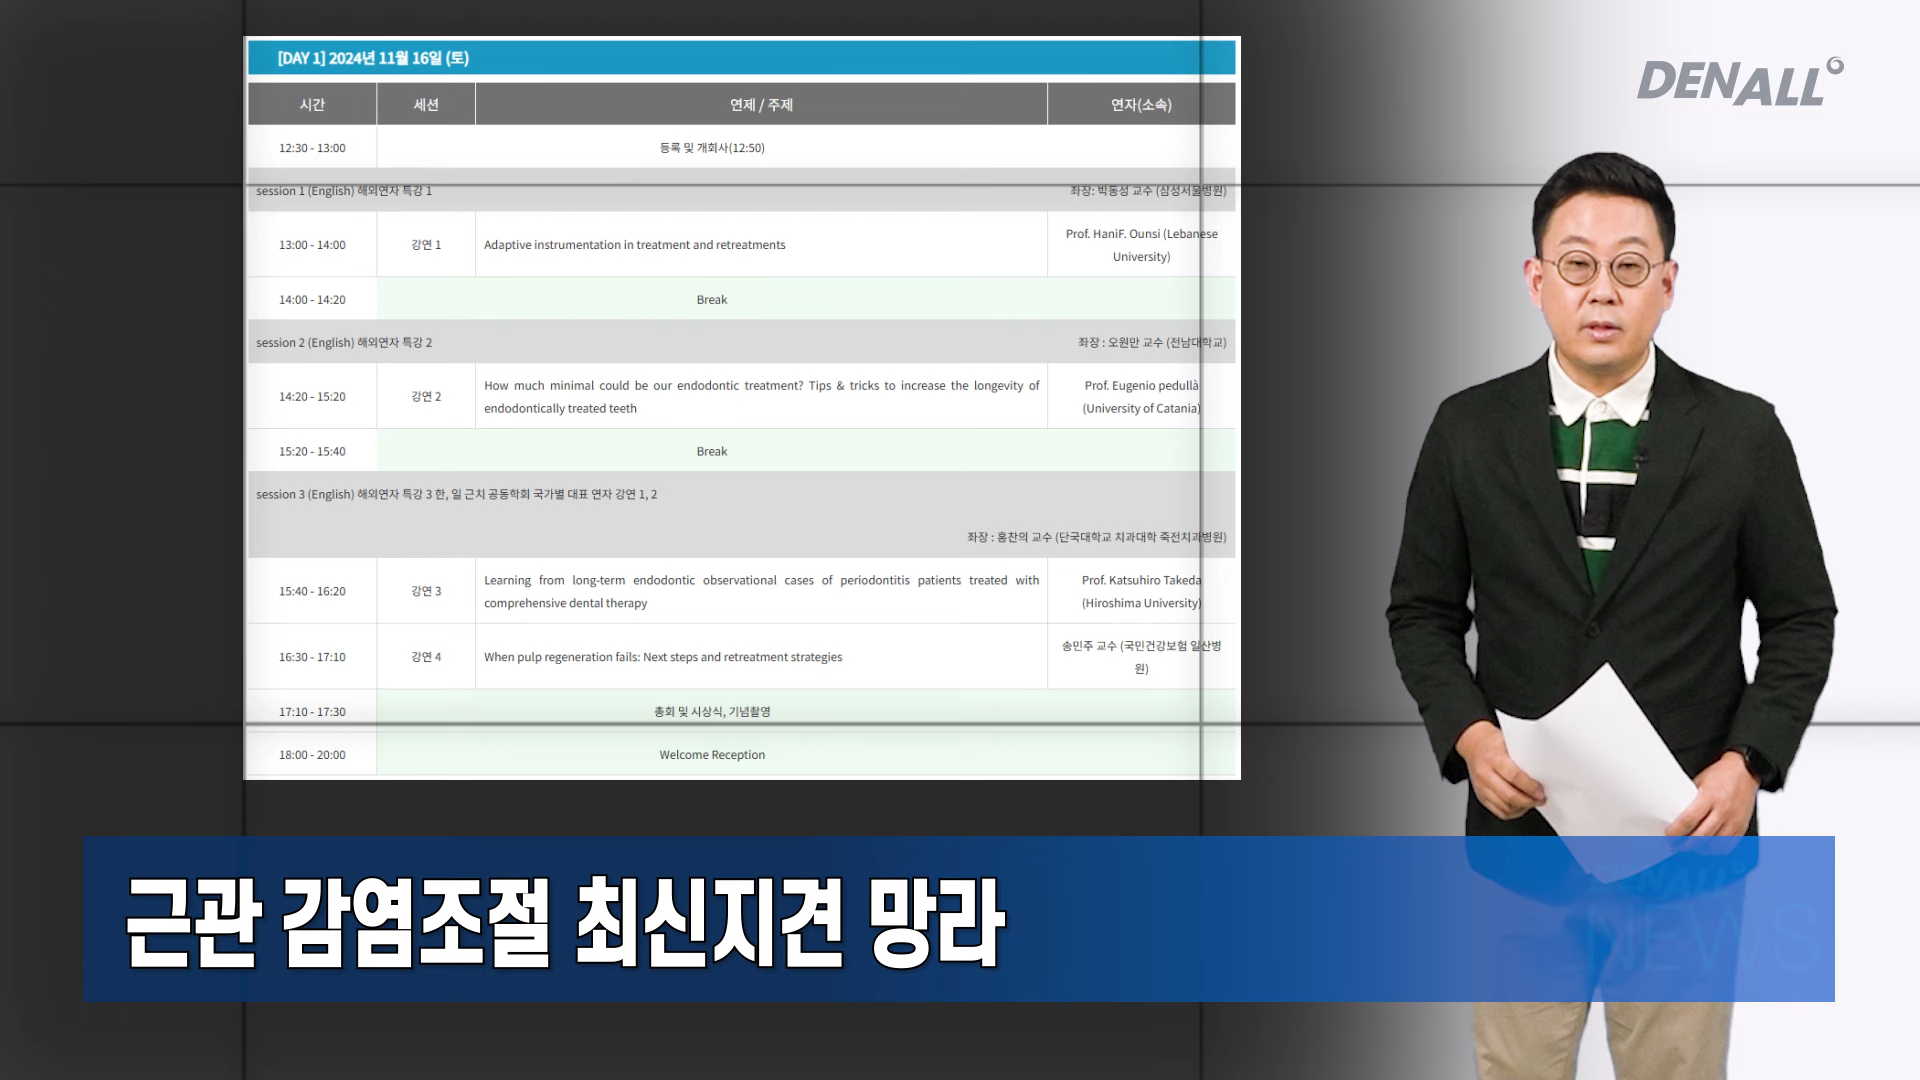 [DAY 1] 2024년 11월 16일 (토)
DENALL
시간 세션 연제 / 주제 연자(소속)
12:30 - 13:00 등록 및 개회사(12:50)
session 1 (English) 해외연자 특강 1 좌장: 박동성 교수 (삼성서울병원)
13:00 - 14:00 강연 1 Adaptive instrumentation in treatment and retreatments Prof. HaniF. Ounsi (Lebanese
University)
14:00 - 14:20 Break
session 2 (English) 해외연자 특강 2 좌장 : 오원만 교수 (전남대학교)
14:20 - 15:20 강연 2 How much minimal could be our endodontic treatment? Tips & tricks to increase the longevity of
endodontically treated teeth
Prof. Eugenio pedullà
(University of Catania)
15:20 - 15:40 Break
session 3 (English) 해외연자 특강 3 한, 일 근치 공동학회 국가별 대표 연자 강연 1, 2
좌장 : 홍찬의 교수 (단국대학교 치과대학 죽전치과병원)
15:40 - 16:20 강연 3 Learning from long-term endodontic observational cases of periodontitis patients treated with
comprehensive dental therapy
Prof. Katsuhiro Takeda
(Hiroshima University)
16:30 - 17:10 강연 4 When pulp regeneration fails: Next steps and retreatment strategies 송민주 교수 (국민건강보험 일산병
원)
17:10 - 17:30 총회 및 시상식, 기념촬영
18:00 - 20:00 Welcome Reception
근관 감염조절 최신지견 망라
DENALL
NEWS